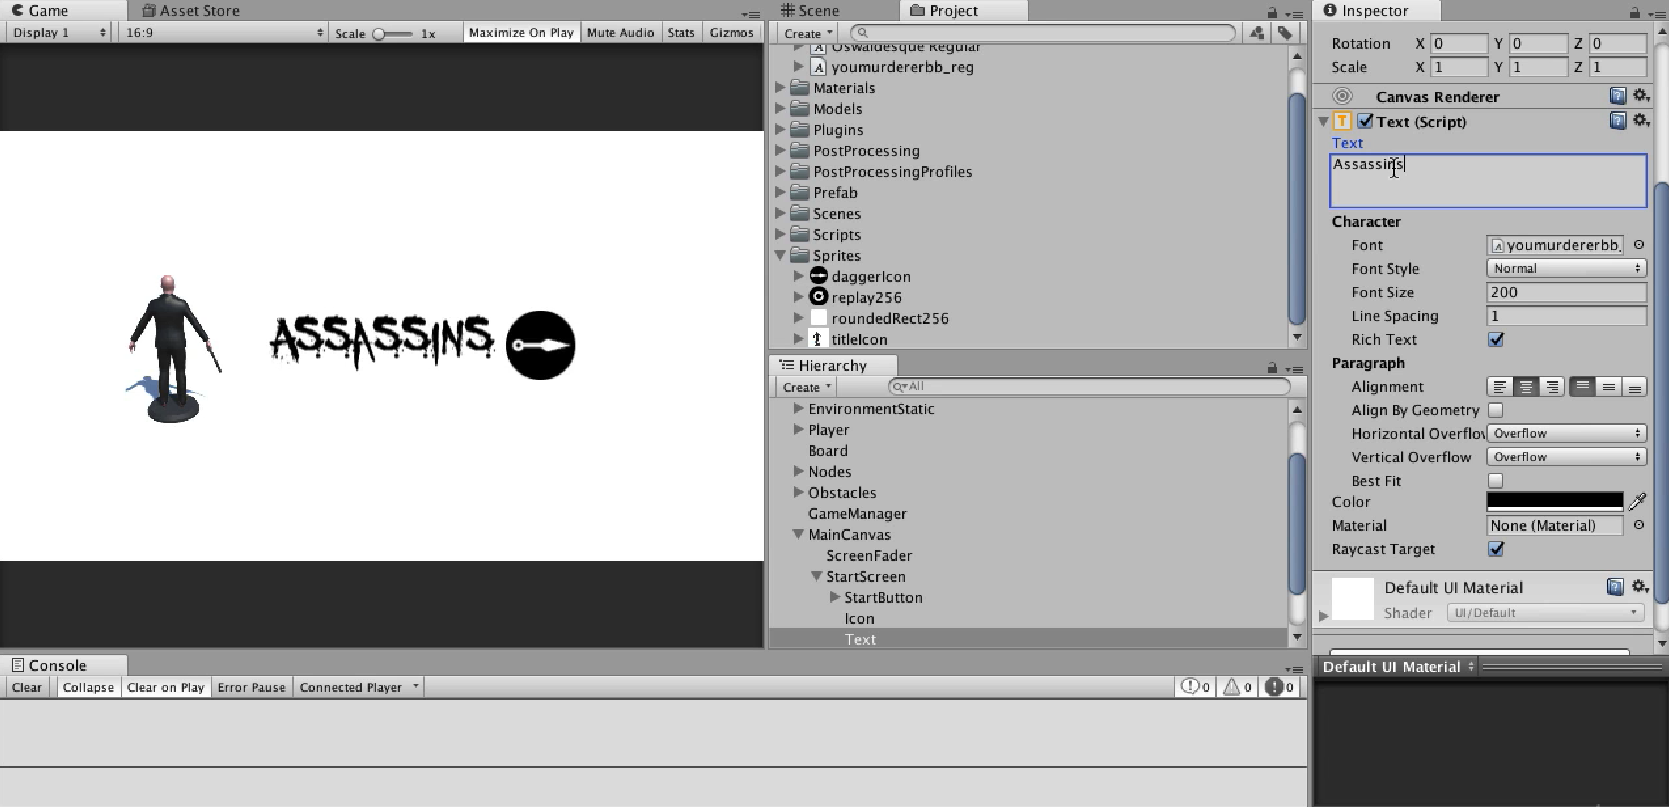 Game
Asset Store
Display 1
16:9
Scale
1x
Maximize On Play
Mute Audio
Stats
Gizmos
ASSASSINS
Console
Clear
Collapse
Clear on Play
Error Pause
Connected Player
0
0
0
Scene
Project
Create
Oswaldesque Regular
youmurdererbb_reg
Materials
Models
Plugins
PostProcessing
PostProcessingProfiles
Prefab
Scenes
Scripts
Sprites
daggerIcon
replay256
roundedRect256
titleIcon
Hierarchy
Create
All
EnvironmentStatic
Player
Board
Nodes
Obstacles
GameManager
MainCanvas
ScreenFader
StartScreen
StartButton
Icon
Text
Inspector
Rotation X 0 Y 0 Z 0
Scale X 1 Y 1 Z 1
Canvas Renderer
Text (Script)
Text
Assassins
Character
Font youmurdererbb_
Font Style Normal
Font Size 200
Line Spacing 1
Rich Text
Paragraph
Alignment
Align By Geometry
Horizontal Overflow Overflow
Vertical Overflow Overflow
Best Fit
Color
Material None (Material)
Raycast Target
Default UI Material
Shader UI/Default
Default UI Material